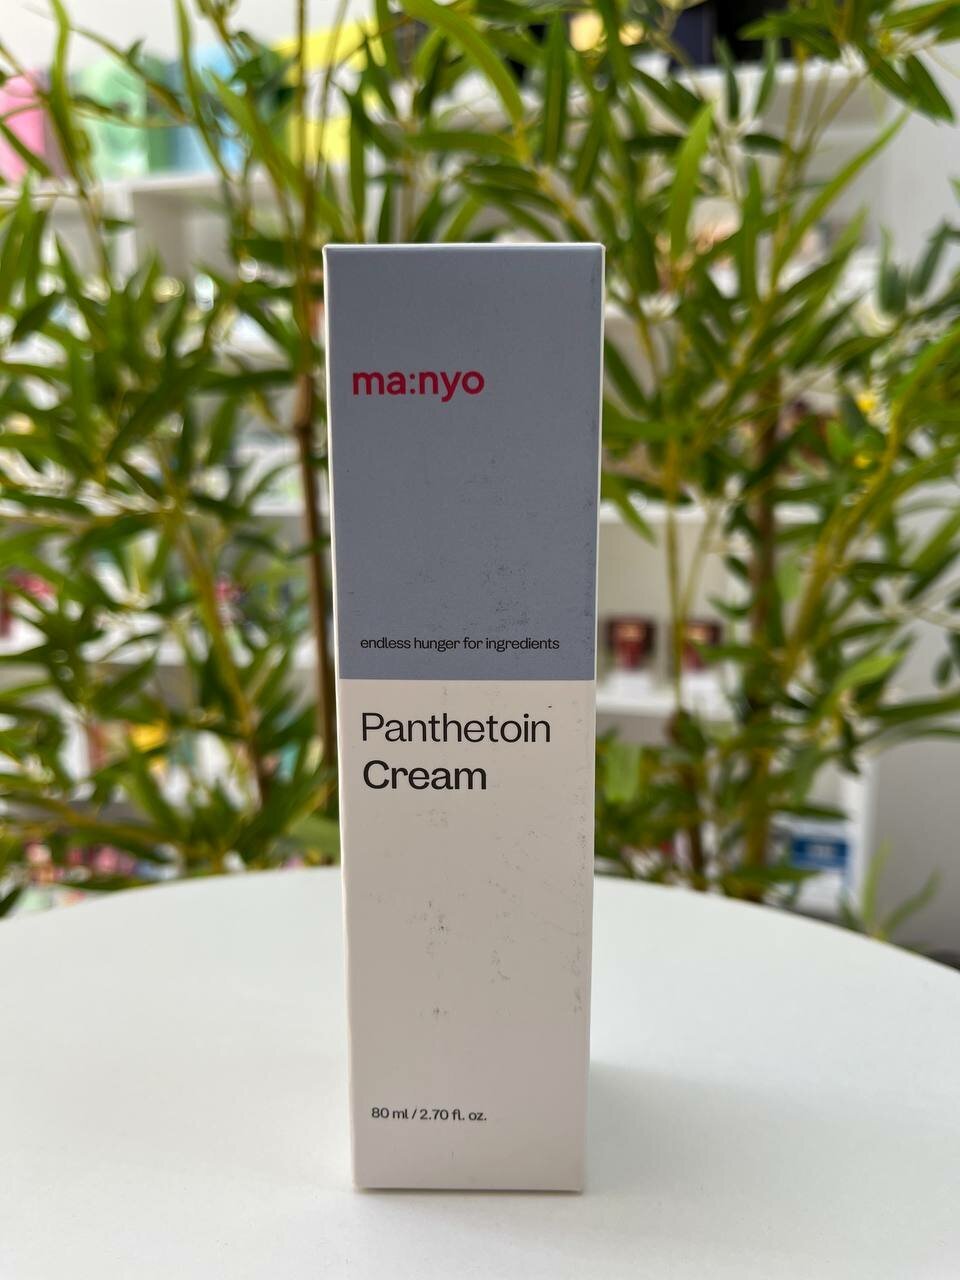 ma:nyo
endless hunger for ingredients
Panthetoin
Cream
80 ml / 2.70 fl. oz.